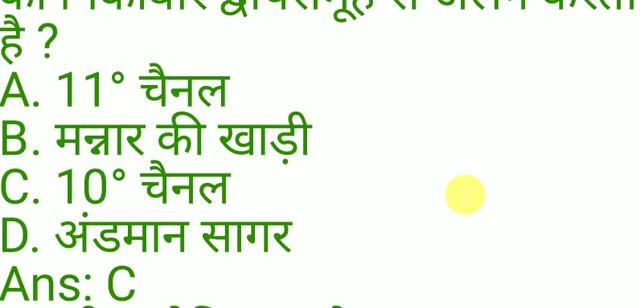 है ?
A. 11° चैनल
B. मन्नार की खाड़ी
C. 10° चैनल
D. अंडमान सागर
Ans: C